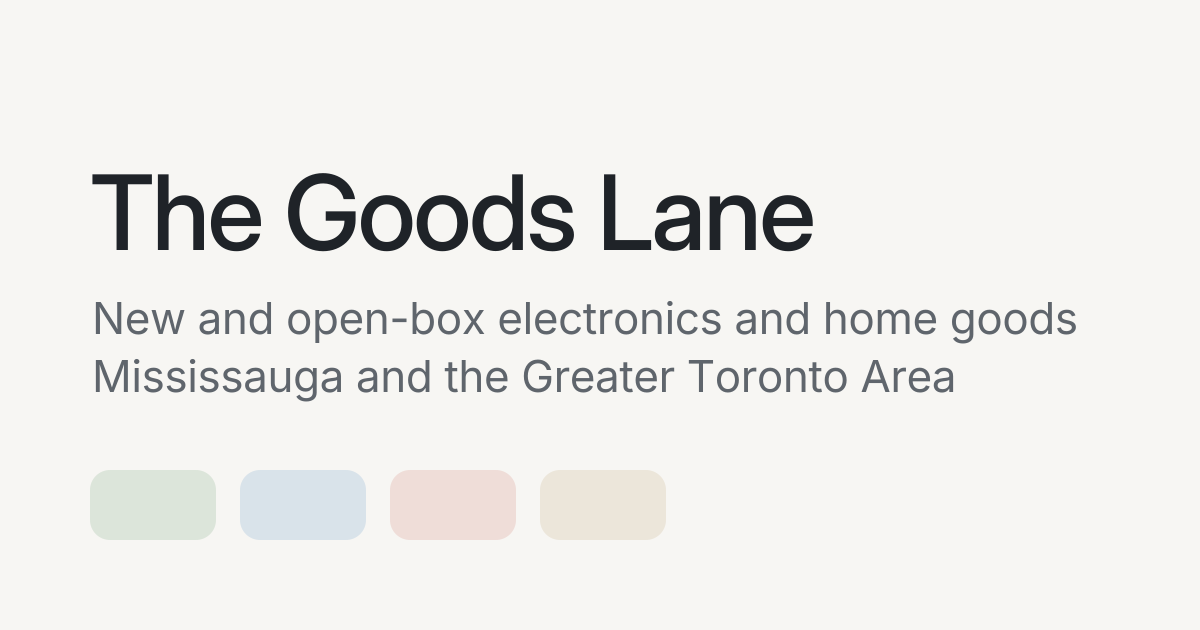 The Goods Lane
New and open-box electronics and home goods
Mississauga and the Greater Toronto Area